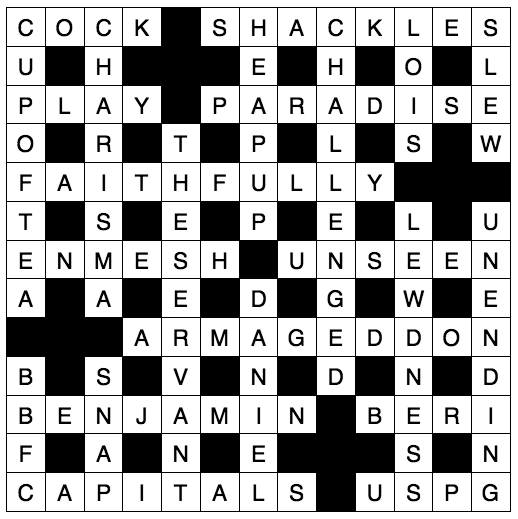 COCK SHACKLES
U H E H O L
PLAY PARADISE
O R T P L S W
FAITHFULLY
T S E P E L U
ENMESH UNSEEN
A A E D G W E
ARMAGEDDON
B S V N D N D
BENJAMIN BERI
F A N E S N
CAPITALS USPG